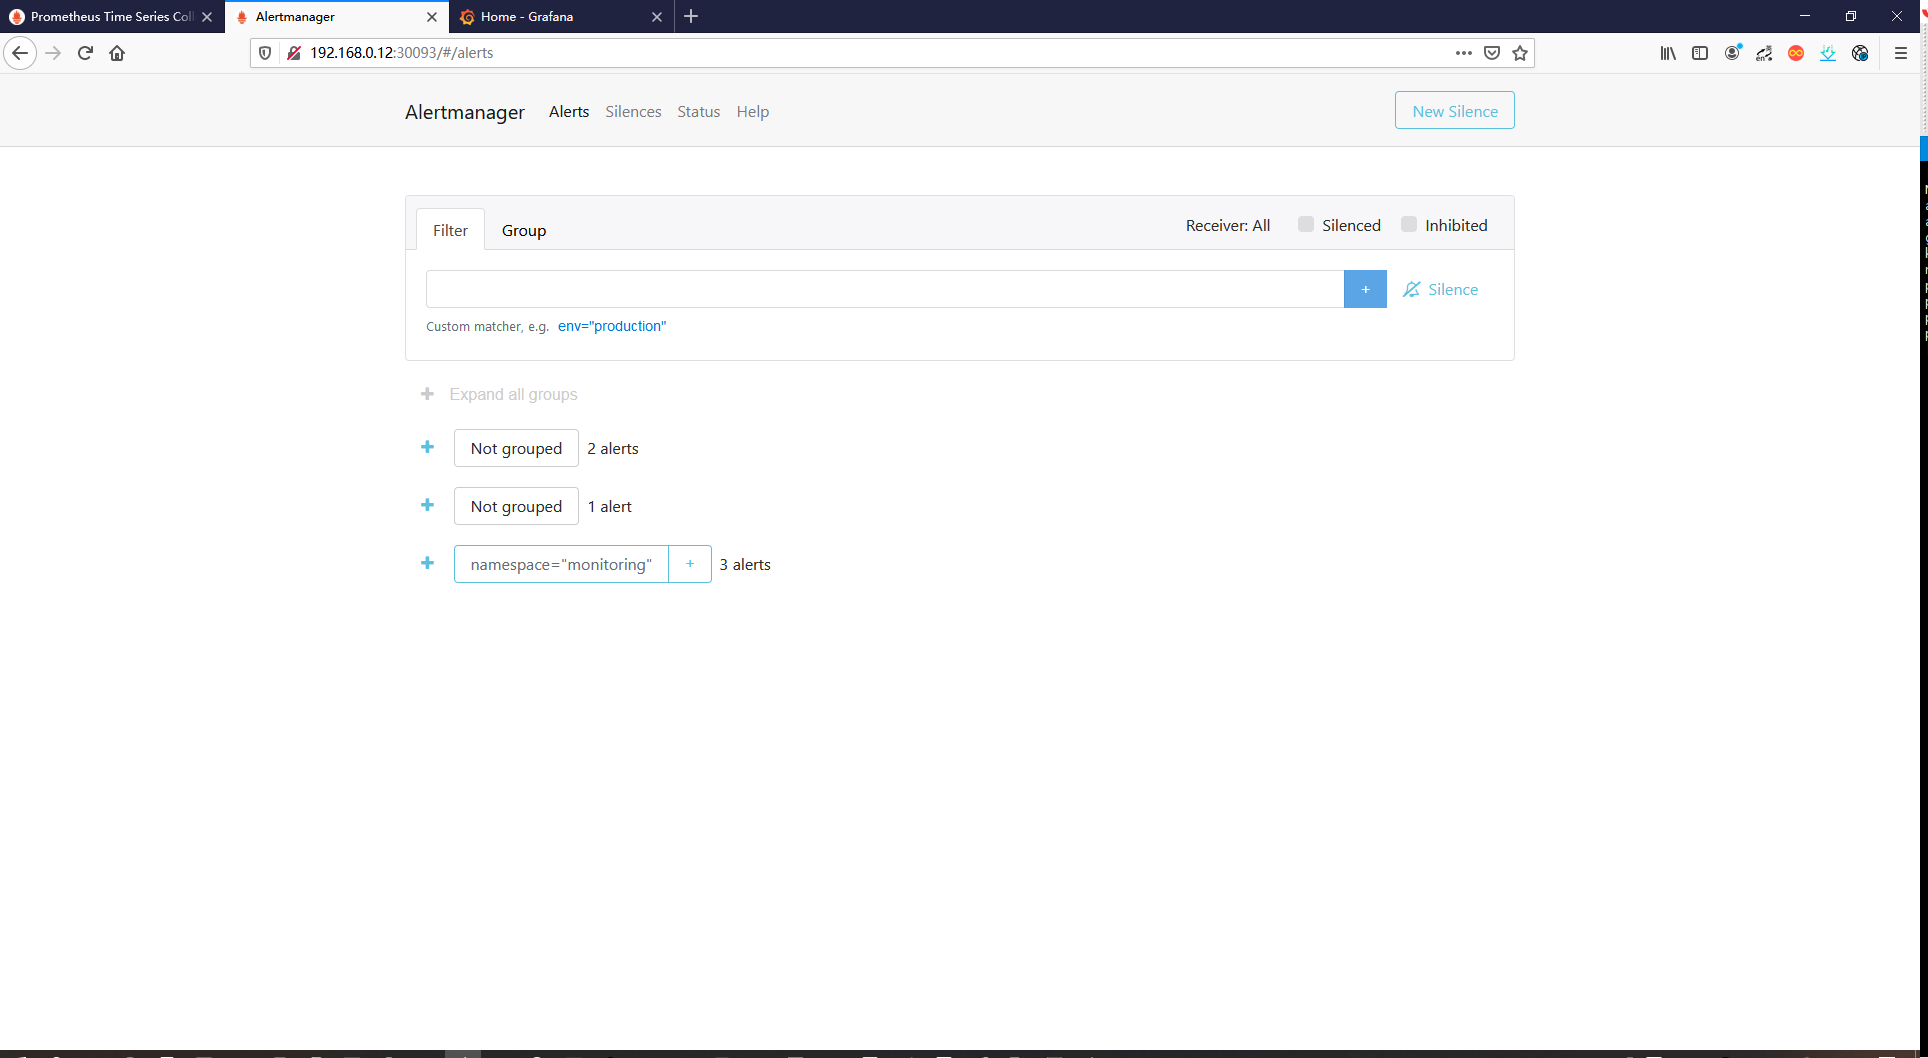 Prometheus Time Series Coll
Alertmanager
Home - Grafana
192.168.0.12:30093/#/alerts
Alertmanager Alerts Silences Status Help New Silence
Filter Group Receiver: All Silenced Inhibited
+ Silence
Custom matcher, e.g. env="production"
+ Expand all groups
+ Not grouped 2 alerts
+ Not grouped 1 alert
+ namespace="monitoring" + 3 alerts